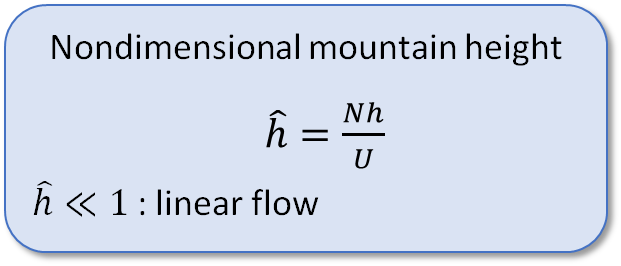 Nondimensional mountain height
ĥ = Nh/U
ĥ ≪ 1 : linear flow